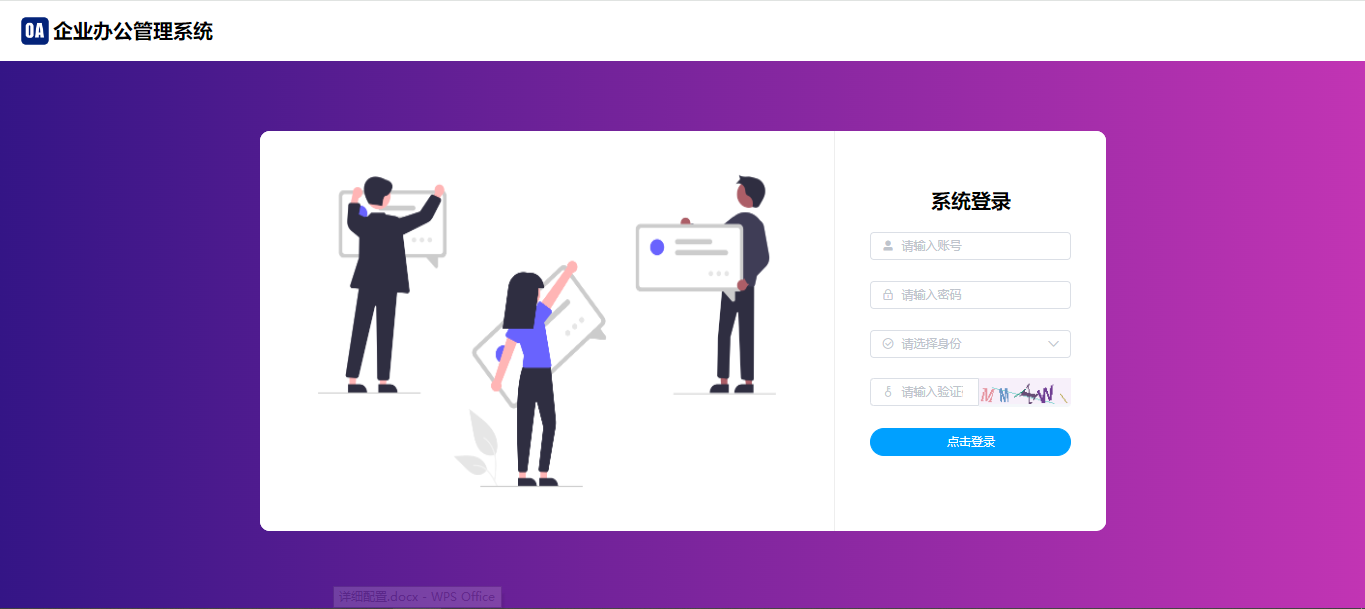 OA 企业办公管理系统
系统登录
请输入账号
请输入密码
请选择身份
请输入验证
点击登录
详细配置.docx - WPS Office